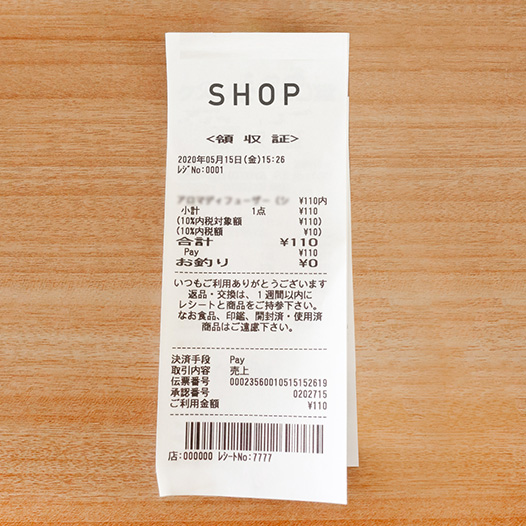 SHOP
<領収証>
2020年05月15日(金)15:26
ﾚｼﾞNo:0001
アロマディフューザー (シ ¥110内
小計 1点 ¥110
(10%内税対象額 ¥110)
(10%内税額 ¥10)
合計 ¥110
Pay ¥110
お釣り ¥0
いつもご利用ありがとうございます
返品・交換は、1週間以内に
レシートと商品をご持参下さい。
なお食品、印鑑、開封済・使用済
商品はご遠慮下さい。
決済手段 Pay
取引内容 売上
伝票番号 00023560010515152619
承認番号 0202715
ご利用金額 ¥110
店:000000 ﾚｼｰﾄNo:7777